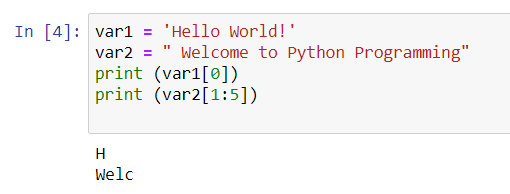 In [4]: var1 = 'Hello World!'
var2 = " Welcome to Python Programming"
print (var1[0])
print (var2[1:5])
H
Welc